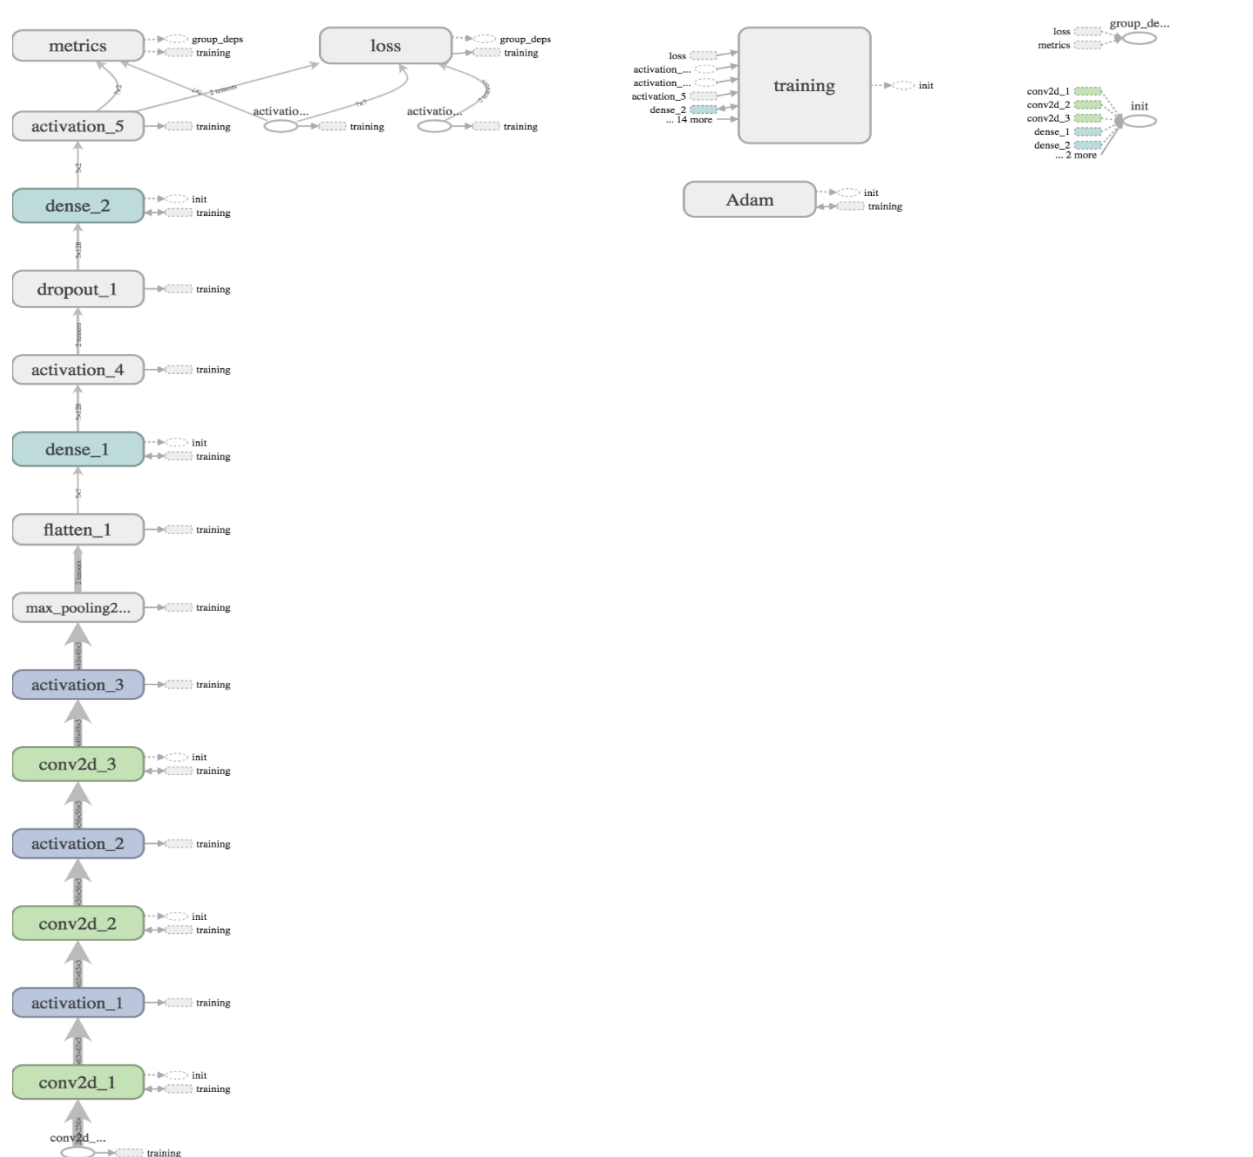 metrics
group_deps
training
loss
group_deps
training
activation_5
training
activatio...
training
activatio...
training
dense_2
init
training
dropout_1
training
activation_4
training
dense_1
init
training
flatten_1
training
2 tensors
max_pooling2...
training
activation_3
training
conv2d_3
init
training
activation_2
training
conv2d_2
init
training
activation_1
training
conv2d_1
init
training
conv2d_...
training
loss
activation_...
activation_...
activation_5
dense_2
... 14 more
training
init
Adam
init
training
loss
metrics
group_de...
conv2d_1
conv2d_2
conv2d_3
dense_1
dense_2
... 2 more
init